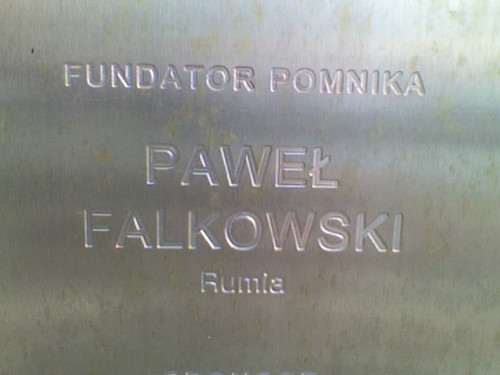 FUNDATOR POMNIKA
PAWEŁ
FALKOWSKI
Rumia